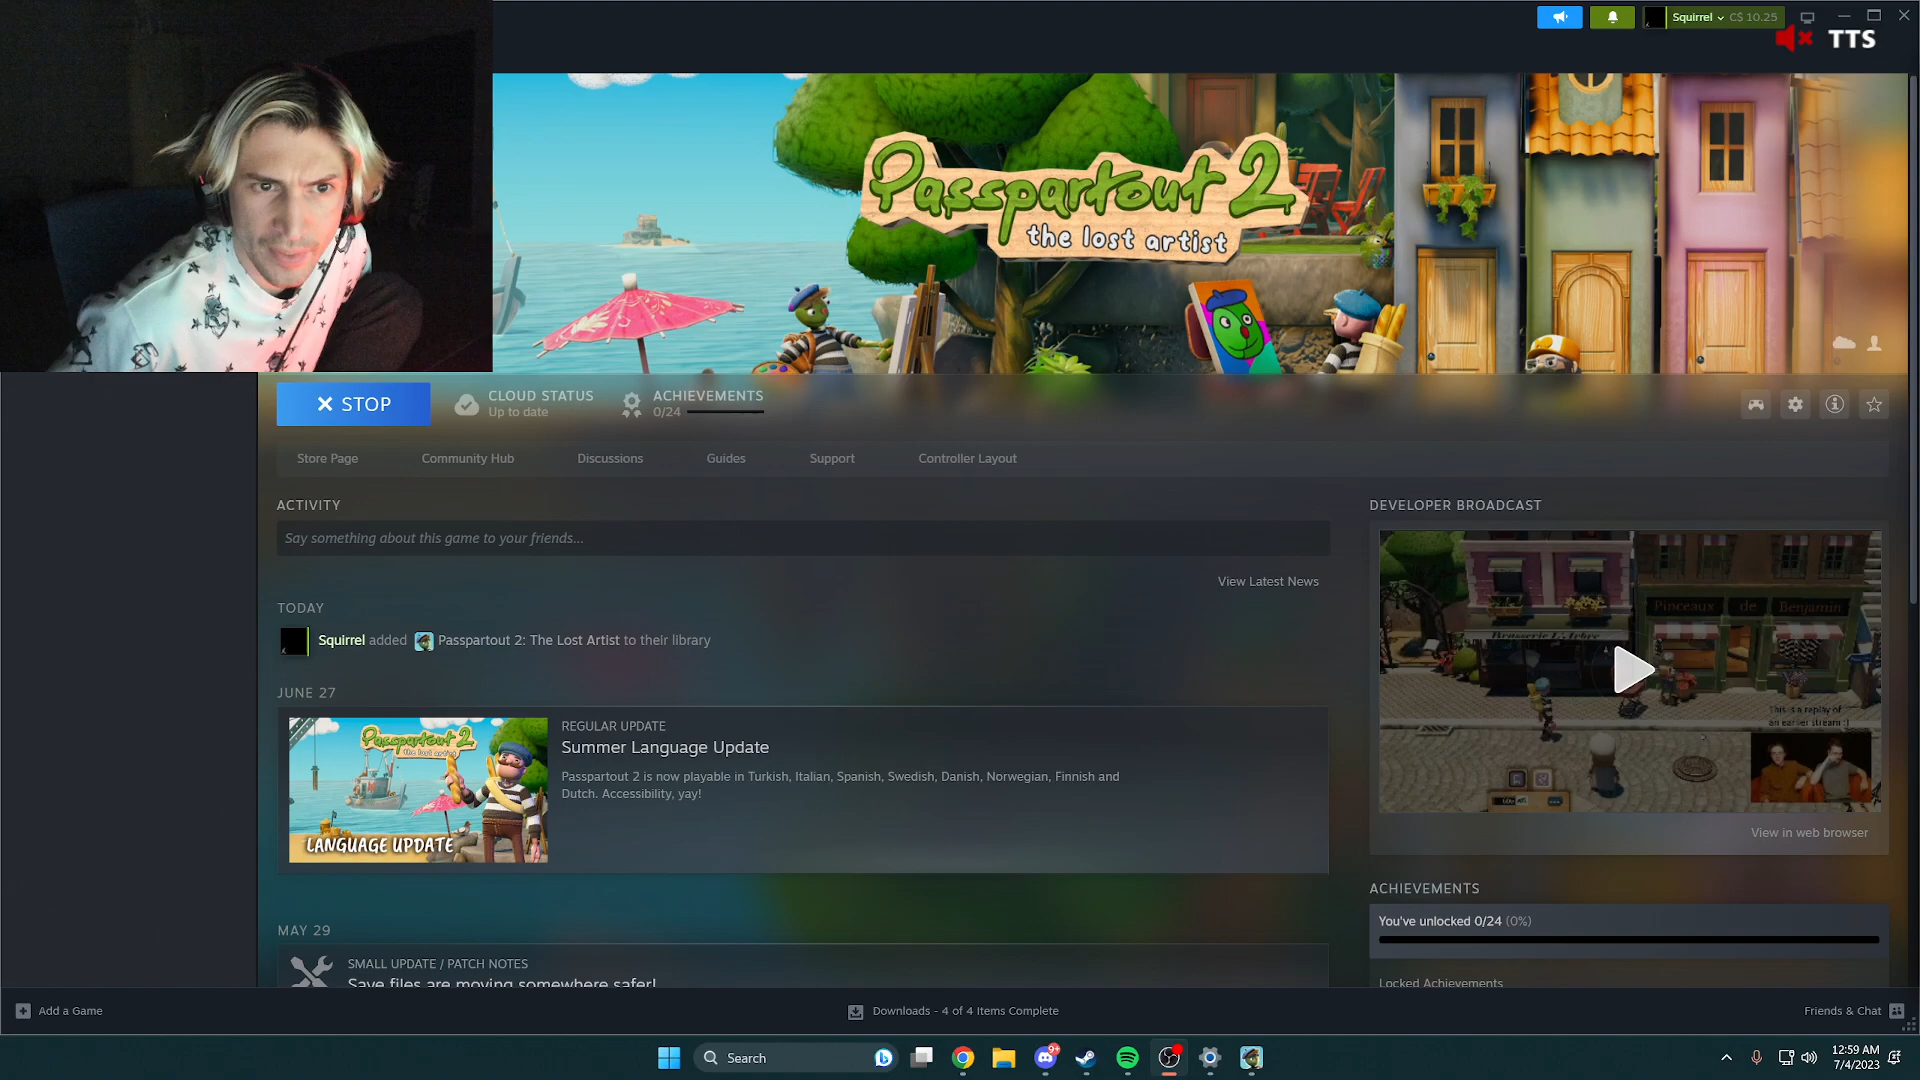 Squirrel C$ 10.25
TTS
Passpartout 2
the lost artist
STOP
CLOUD STATUS
Up to date
ACHIEVEMENTS
0/24
Store Page
Community Hub
Discussions
Guides
Support
Controller Layout
ACTIVITY
Say something about this game to your friends...
View Latest News
TODAY
Squirrel added Passpartout 2: The Lost Artist to their library
JUNE 27
Passpartout 2
the lost artist
LANGUAGE UPDATE
REGULAR UPDATE
Summer Language Update
Passpartout 2 is now playable in Turkish, Italian, Spanish, Swedish, Danish, Norwegian, Finnish and
Dutch. Accessibility, yay!
MAY 29
SMALL UPDATE / PATCH NOTES
Save files are moving somewhere safer!
DEVELOPER BROADCAST
Pinceaux de Benjamin
Brasserie L'Arbre
This is a replay of
an earlier stream :)
View in web browser
ACHIEVEMENTS
You've unlocked 0/24 (0%)
Locked Achievements
Add a Game
Downloads - 4 of 4 Items Complete
Friends & Chat
Search
9+
12:59 AM
7/4/2023